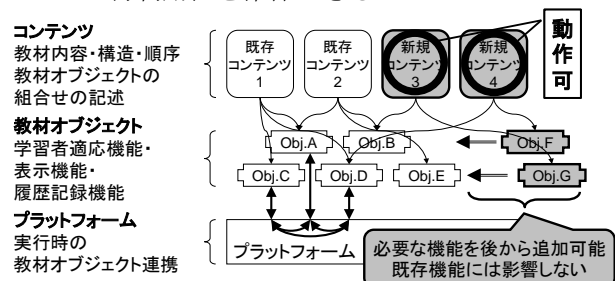 コンテンツ
教材内容・構造・順序
教材オブジェクトの
組合せの記述
既存
コンテンツ
1
既存
コンテンツ
2
新規
コンテンツ
3
新規
コンテンツ
4
動作可
教材オブジェクト
学習者適応機能・
表示機能・
履歴記録機能
Obj.A
Obj.B
Obj.F
Obj.C
Obj.D
Obj.E
Obj.G
プラットフォーム
実行時の
教材オブジェクト連携
プラットフォーム
必要な機能を後から追加可能
既存機能には影響しない